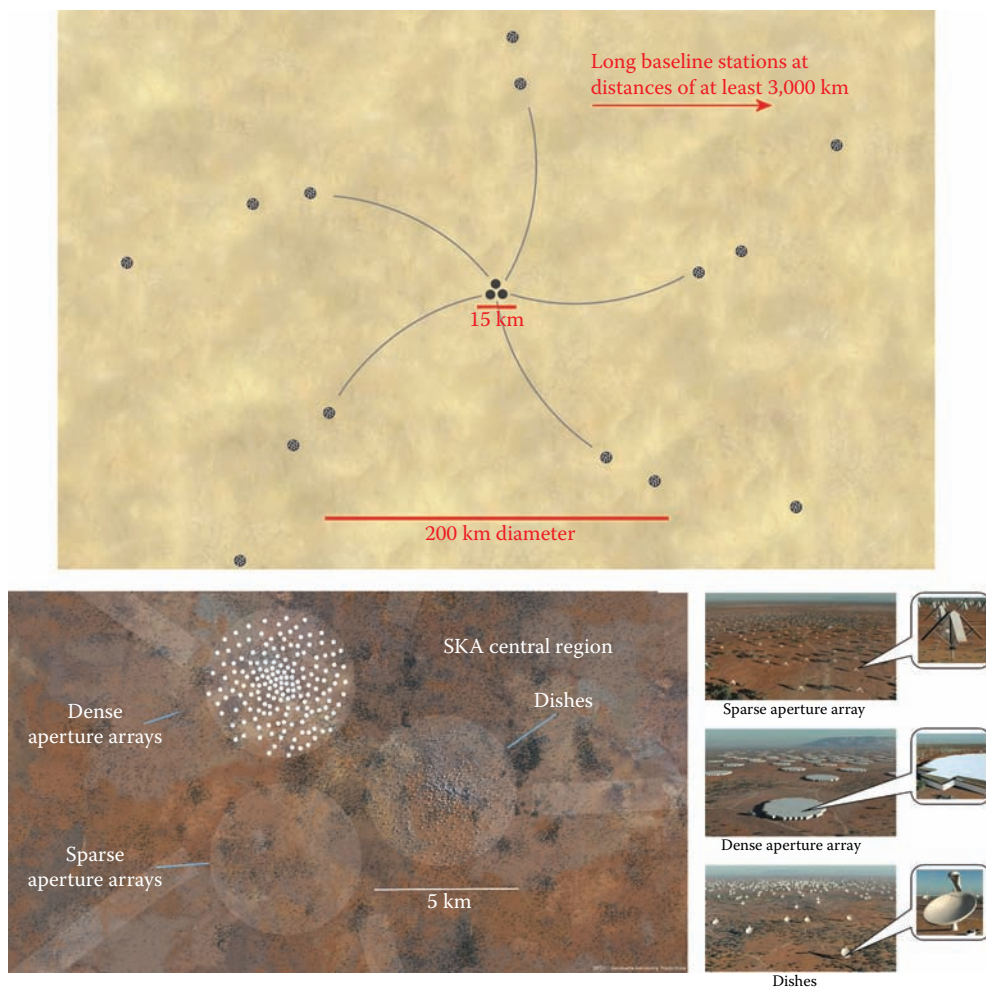 Long baseline stations at
distances of at least 3,000 km
15 km
200 km diameter
SKA central region
Dishes
Dense
aperture arrays
Sparse
aperture arrays
5 km
Sparse aperture array
Dense aperture array
Dishes